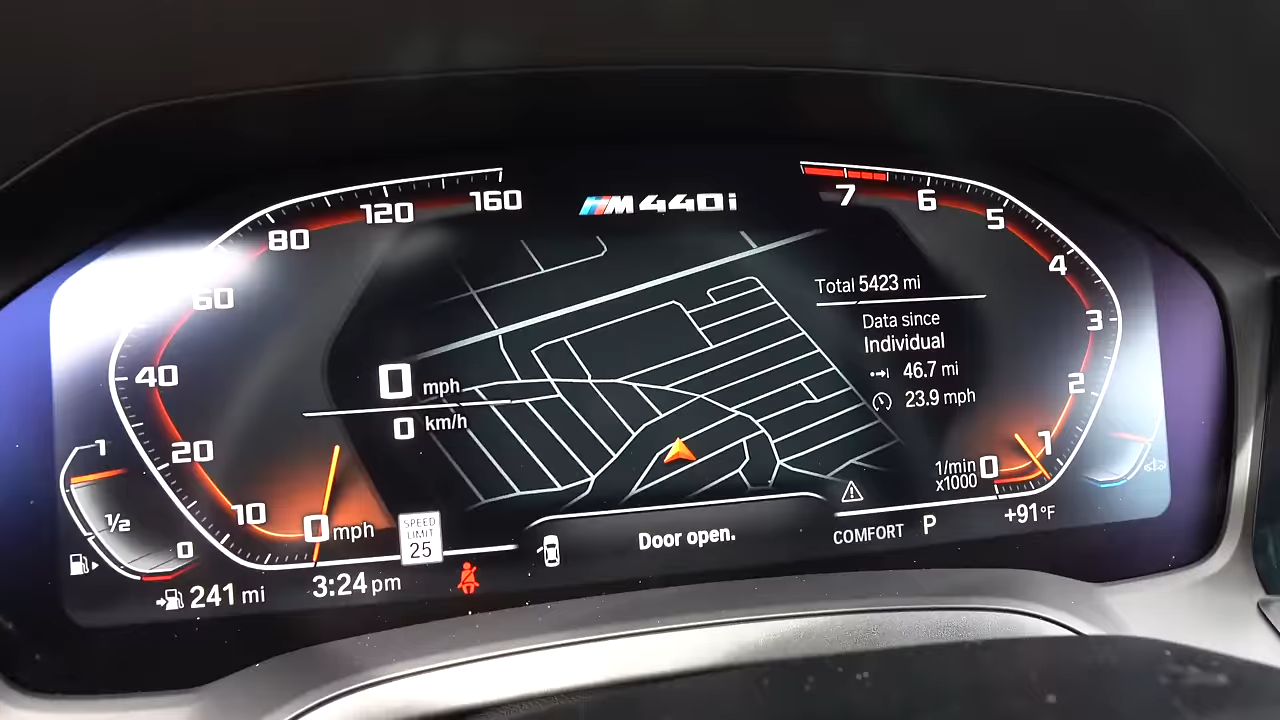 M440i
160
120
80
60
40
20
10
0 mph
7
6
5
4
3
2
1
0
1/min
x1000
Total 5423 mi
Data since
Individual
46.7 mi
23.9 mph
0 mph
0 km/h
1
½
0
SPEED
LIMIT
25
Door open.
COMFORT P
+91°F
241 mi
3:24 pm